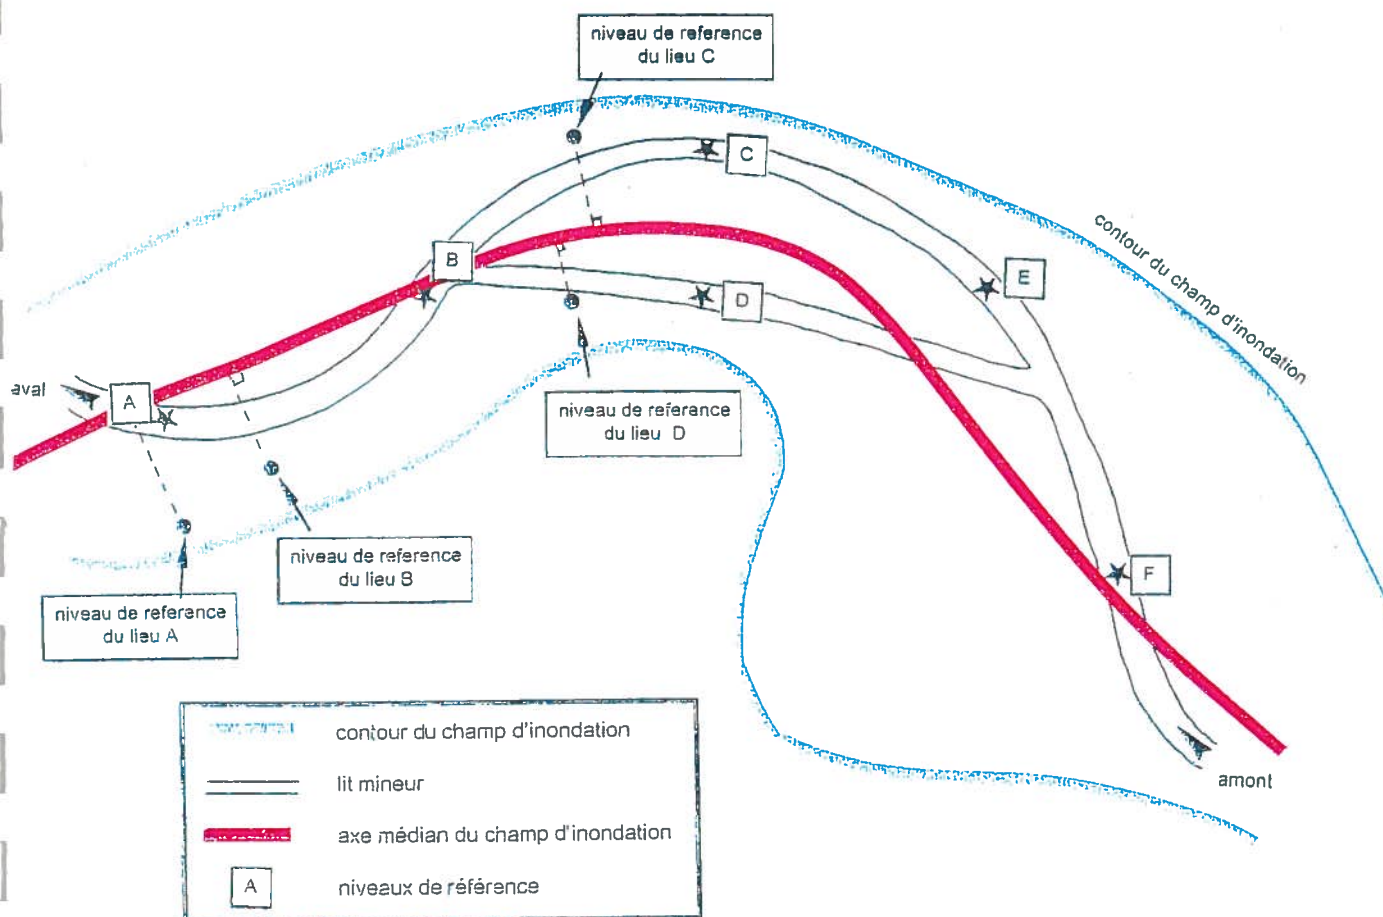 niveau de reference
du lieu C
C
contour du champ d'inondation
B
E
D
aval
A
niveau de reference
du lieu D
niveau de reference
du lieu B
F
niveau de reference
du lieu A
amont
contour du champ d'inondation
lit mineur
axe médian du champ d'inondation
A
niveaux de référence